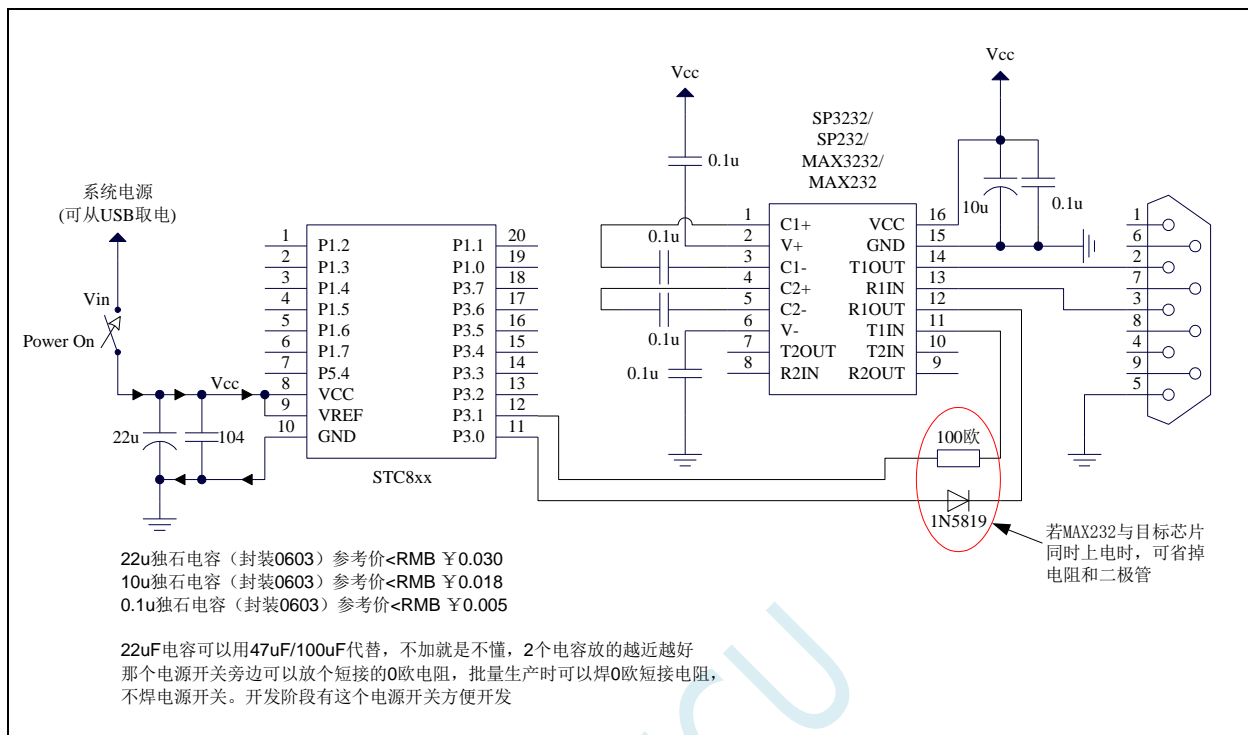 系统电源
(可从USB取电)
Vin
Power On
Vcc
22u
104
1 P1.2
2 P1.3
3 P1.4
4 P1.5
5 P1.6
6 P1.7
7 P5.4
8 VCC
9 VREF
10 GND
P1.1 20
P1.0 19
P3.7 18
P3.6 17
P3.5 16
P3.4 15
P3.3 14
P3.2 13
P3.1 12
P3.0 11
STC8xx
Vcc
0.1u
0.1u
0.1u
0.1u
SP3232/
SP232/
MAX3232/
MAX232
1 C1+
2 V+
3 C1-
4 C2+
5 C2-
6 V-
7 T2OUT
8 R2IN
VCC 16
GND 15
T1OUT 14
R1IN 13
R1OUT 12
T1IN 11
T2IN 10
R2OUT 9
Vcc
10u
0.1u
1
6
2
7
3
8
4
9
5
100欧
1N5819
若MAX232与目标芯片
同时上电时，可省掉
电阻和二极管
22u独石电容（封装0603）参考价<RMB ￥0.030
10u独石电容（封装0603）参考价<RMB ￥0.018
0.1u独石电容（封装0603）参考价<RMB ￥0.005
22uF电容可以用47uF/100uF代替，不加就是不懂，2个电容放的越近越好
那个电源开关旁边可以放个短接的0欧电阻，批量生产时可以焊0欧短接电阻，
不焊电源开关。开发阶段有这个电源开关方便开发